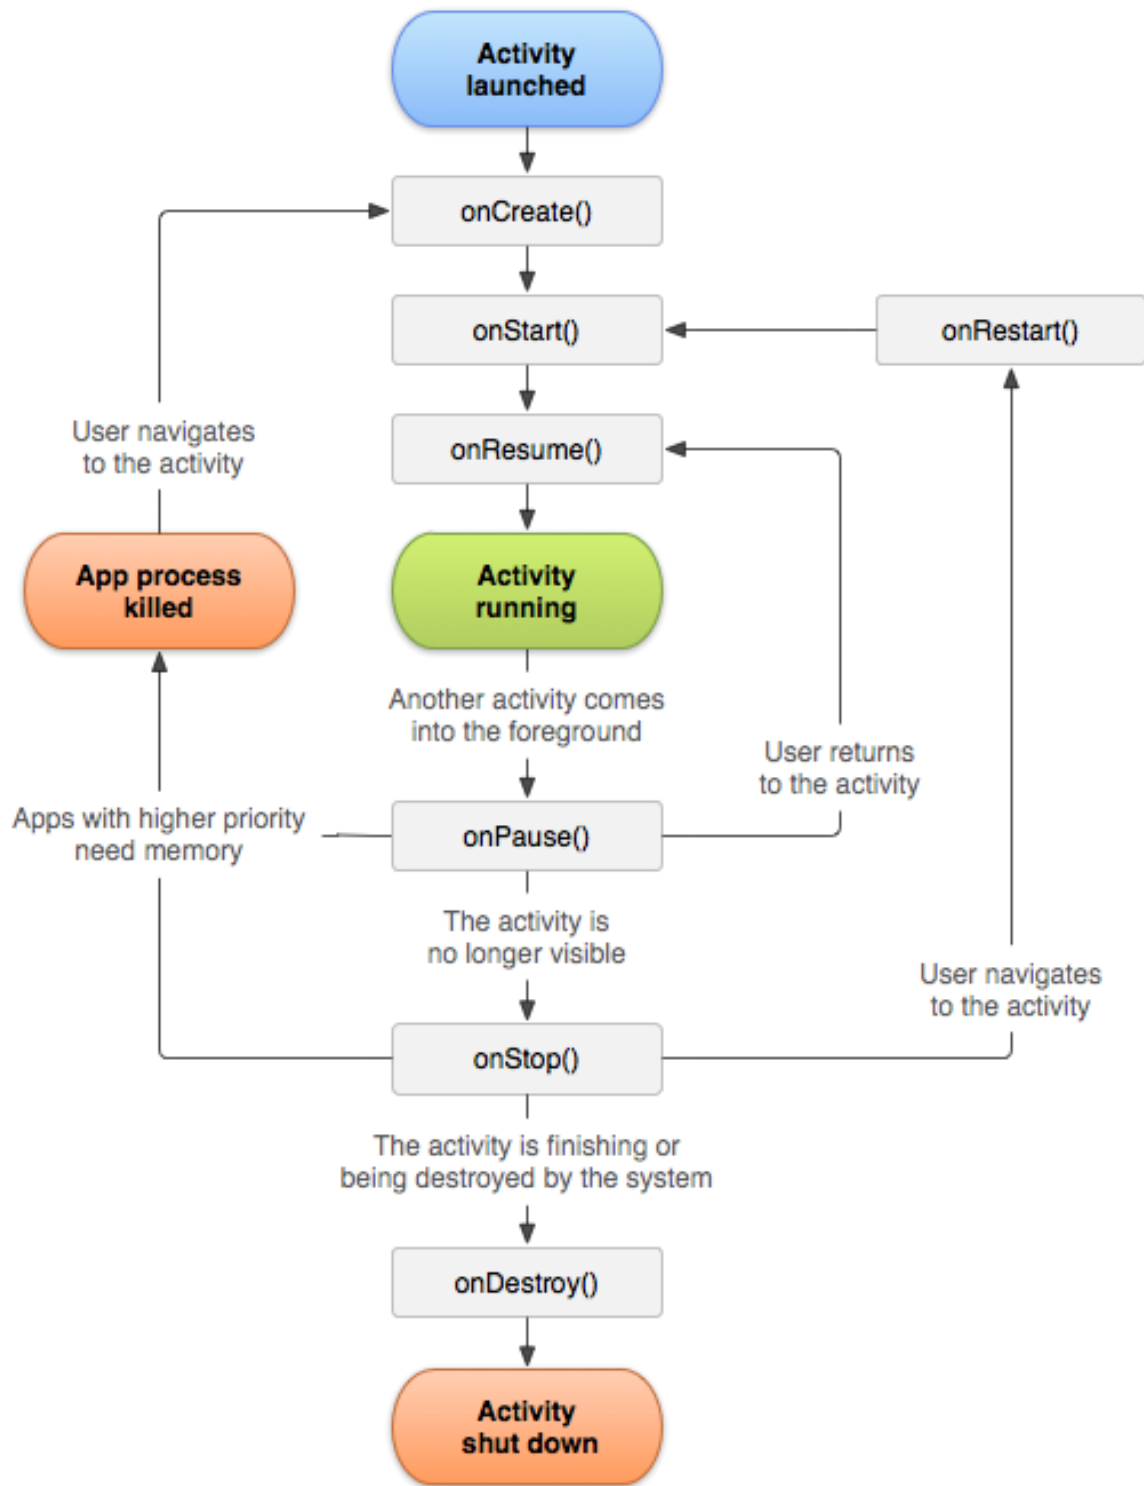 Activity
launched
onCreate()
onStart()
onRestart()
User navigates
to the activity
onResume()
App process
killed
Activity
running
Another activity comes
into the foreground
User returns
to the activity
Apps with higher priority
need memory
onPause()
The activity is
no longer visible
User navigates
to the activity
onStop()
The activity is finishing or
being destroyed by the system
onDestroy()
Activity
shut down